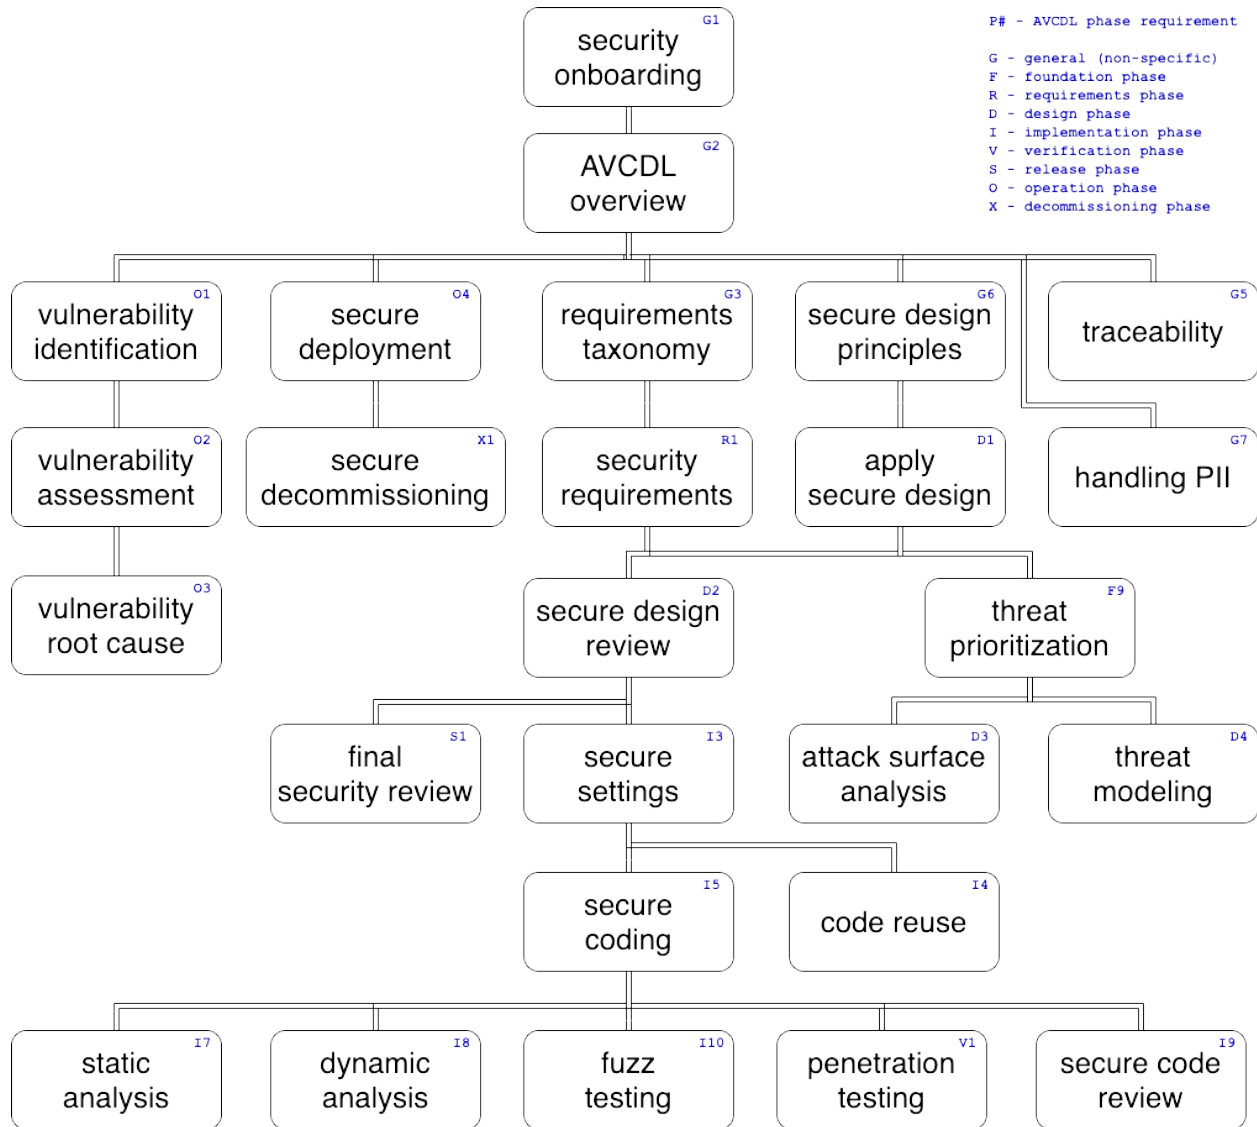 G1
security
onboarding
P# - AVCDL phase requirement
G - general (non-specific)
F - foundation phase
R - requirements phase
D - design phase
I - implementation phase
V - verification phase
S - release phase
O - operation phase
X - decommissioning phase
G2
AVCDL
overview
O1
vulnerability
identification
O4
secure
deployment
G3
requirements
taxonomy
G6
secure design
principles
G5
traceability
O2
vulnerability
assessment
X1
secure
decommissioning
R1
security
requirements
D1
apply
secure design
G7
handling PII
O3
vulnerability
root cause
D2
secure design
review
F9
threat
prioritization
S1
final
security review
I3
secure
settings
D3
attack surface
analysis
D4
threat
modeling
I5
secure
coding
I4
code reuse
I7
static
analysis
I8
dynamic
analysis
I10
fuzz
testing
V1
penetration
testing
I9
secure code
review